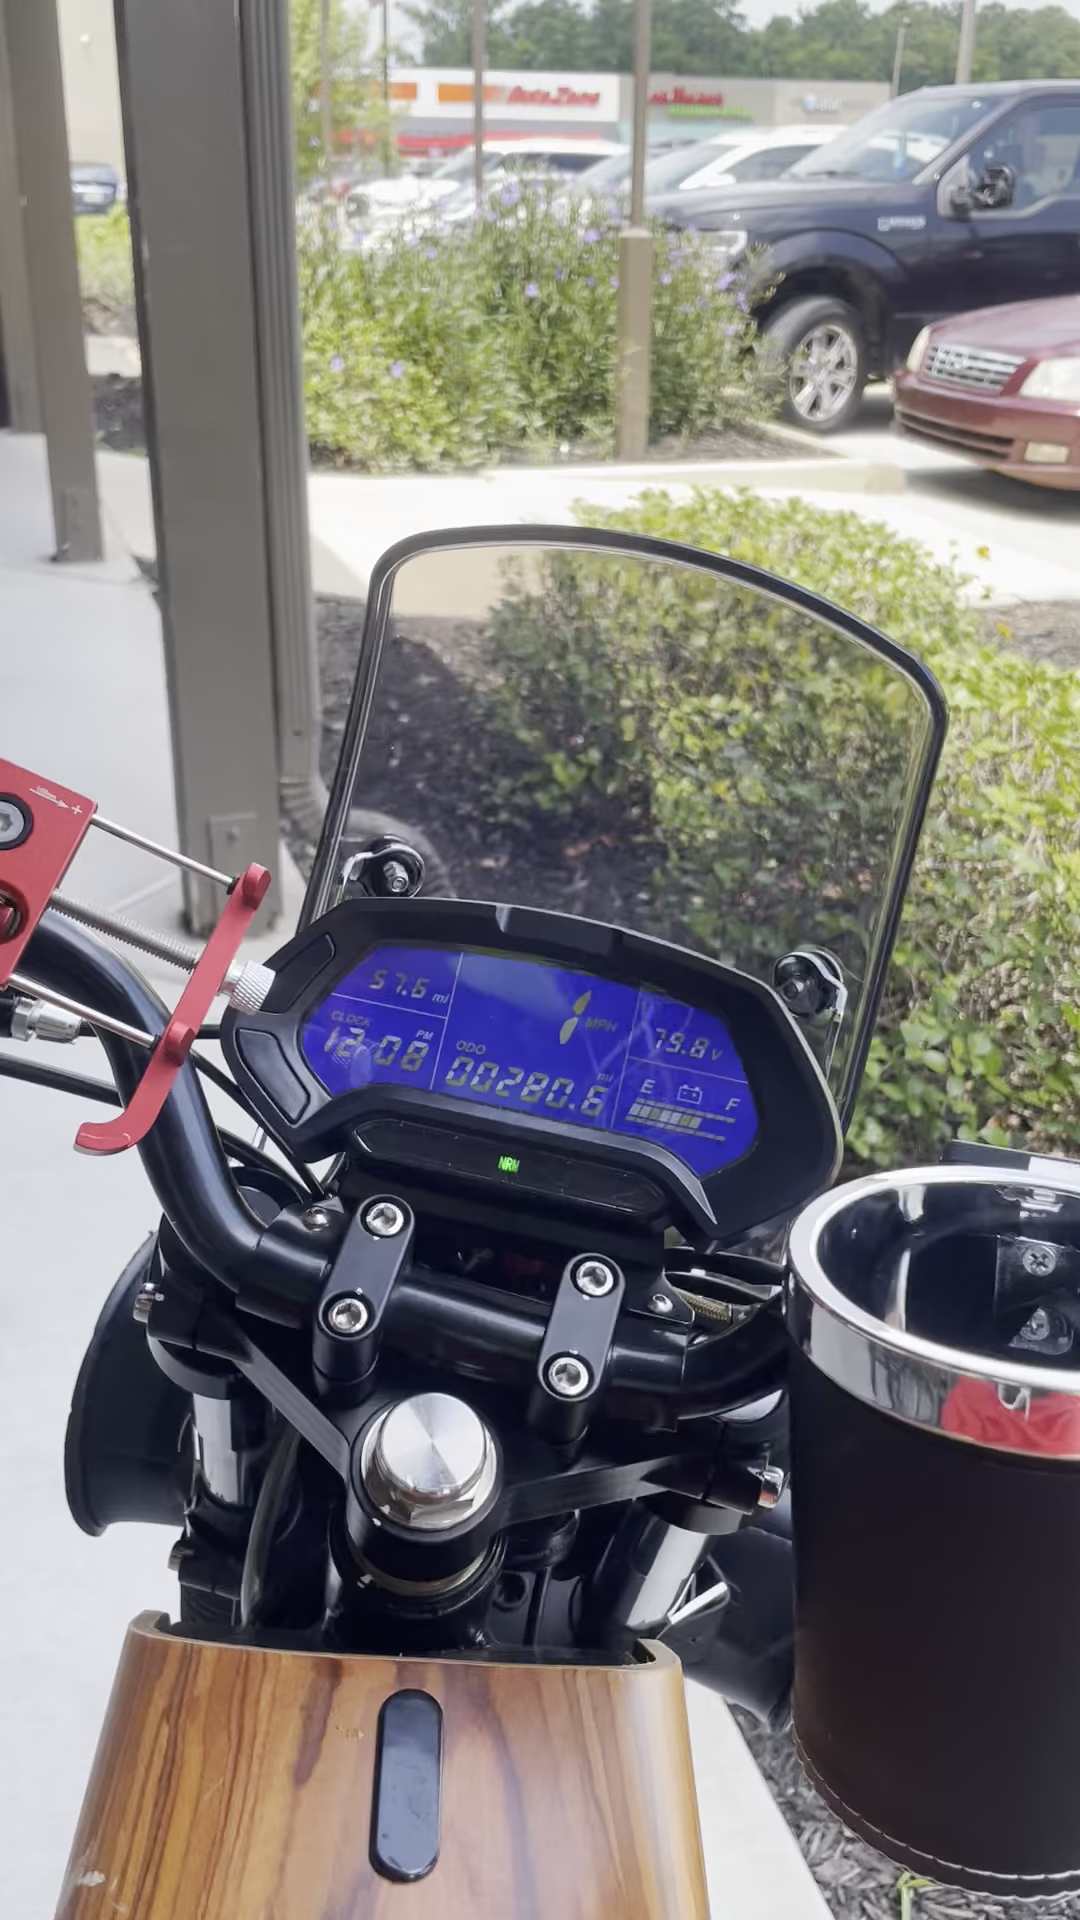 AutoZone
57.6 mi
CLOCK PM
12:08
ODO
00280.6 mi
MPH
79.8 v
E F
NRM